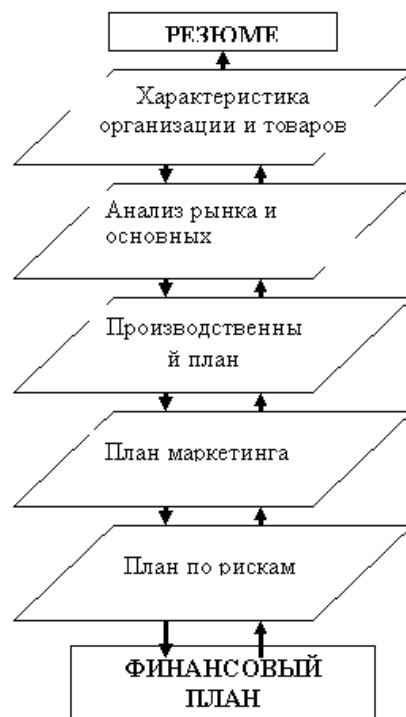 РЕЗЮМЕ
Характеристика
организации и товаров
Анализ рынка и
основных
Производственны
й план
План маркетинга
План по рискам
ФИНАНСОВЫЙ
ПЛАН